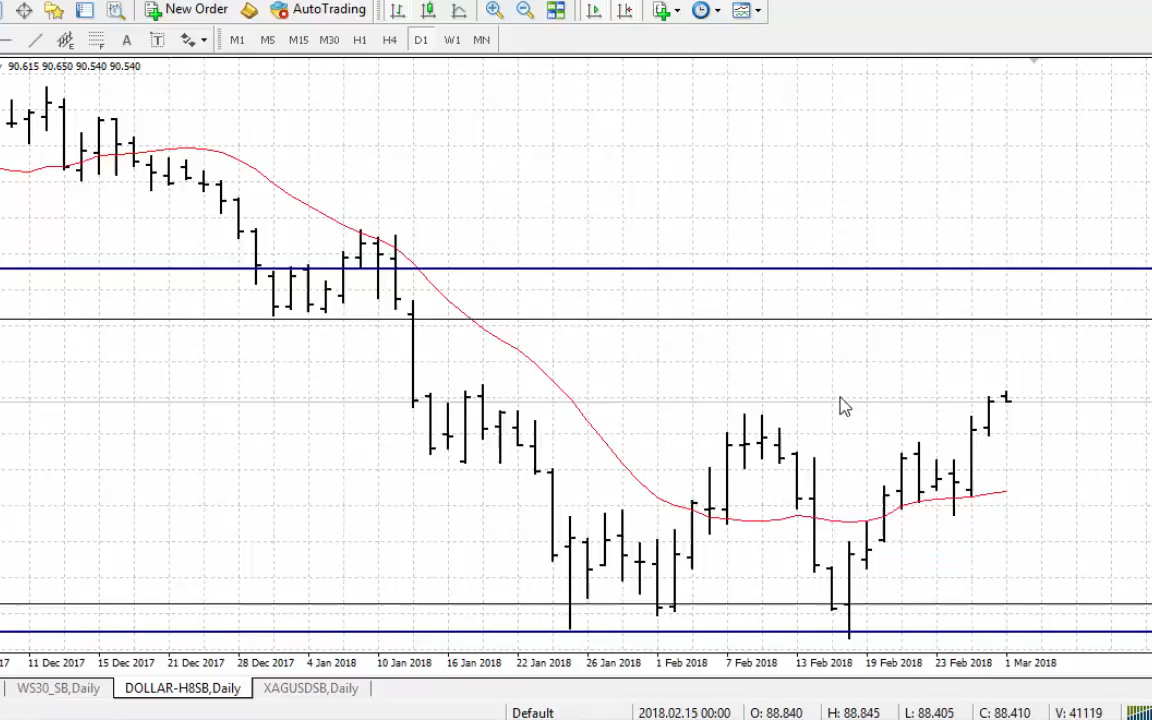 New Order AutoTrading
A T M1 M5 M15 M30 H1 H4 D1 W1 MN
90.615 90.650 90.540 90.540
2017 11 Dec 2017 15 Dec 2017 21 Dec 2017 28 Dec 2017 4 Jan 2018 10 Jan 2018 16 Jan 2018 22 Jan 2018 26 Jan 2018 1 Feb 2018 7 Feb 2018 13 Feb 2018 19 Feb 2018 23 Feb 2018 1 Mar 2018
WS30_SB,Daily DOLLAR-H8SB,Daily XAGUSDSB,Daily
Default 2018.02.15 00:00 O: 88.840 H: 88.845 L: 88.405 C: 88.410 V: 41119